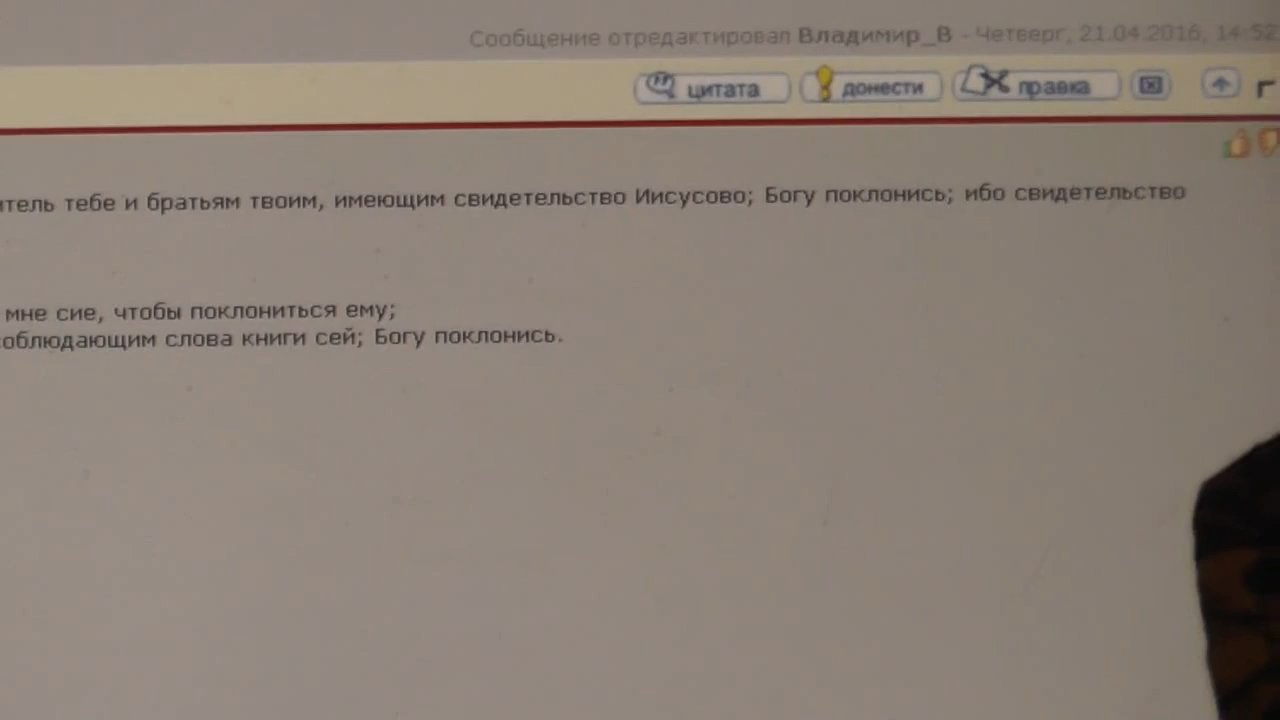 Сообщение отредактировал Владимир_В - Четверг, 21.04.2016, 14:52
цитата донести правка
итель тебе и братьям твоим, имеющим свидетельство Иисусово; Богу поклонись; ибо свидетельство
мне сие, чтобы поклониться ему;
соблюдающим слова книги сей; Богу поклонись.